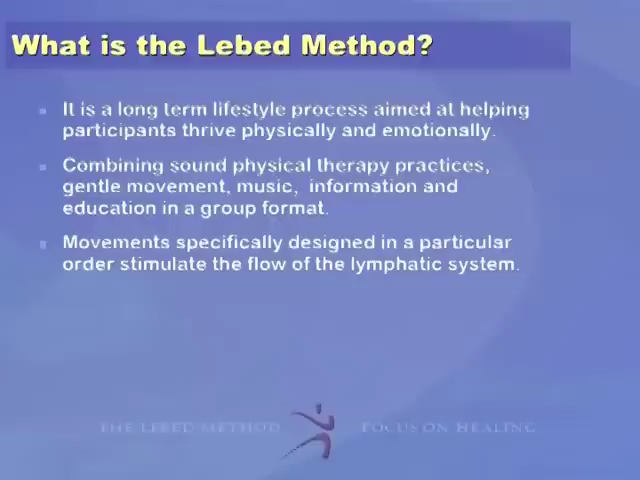 What is the Lebed Method?
It is a long term lifestyle process aimed at helping
participants thrive physically and emotionally.
Combining sound physical therapy practices,
gentle movement, music, information and
education in a group format.
Movements specifically designed in a particular
order stimulate the flow of the lymphatic system.
THE LEBED METHOD FOCUS ON HEALING